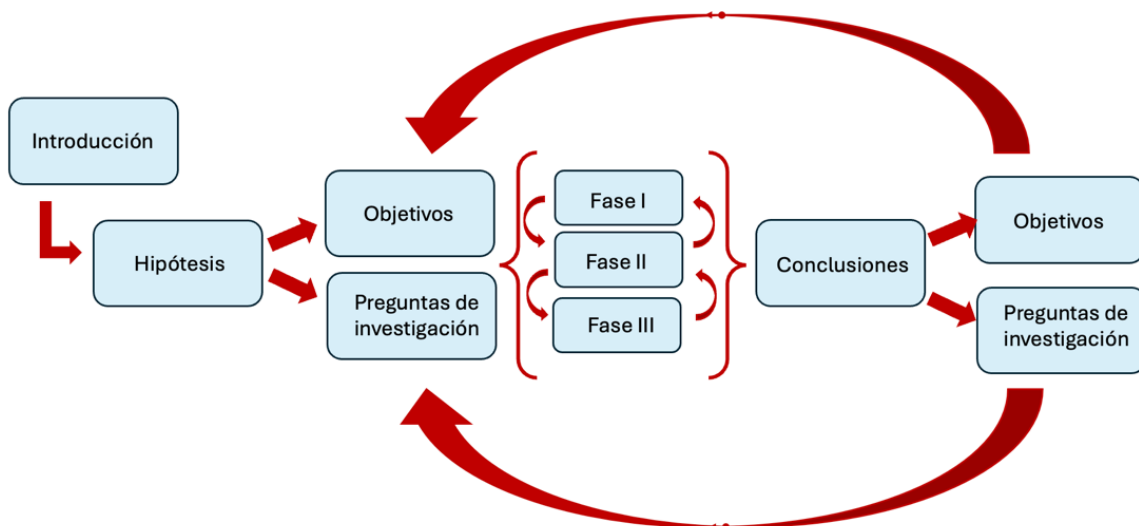 Introducción
Hipótesis
Objetivos
Preguntas de
investigación
Fase I
Fase II
Fase III
Conclusiones
Objetivos
Preguntas de
investigación